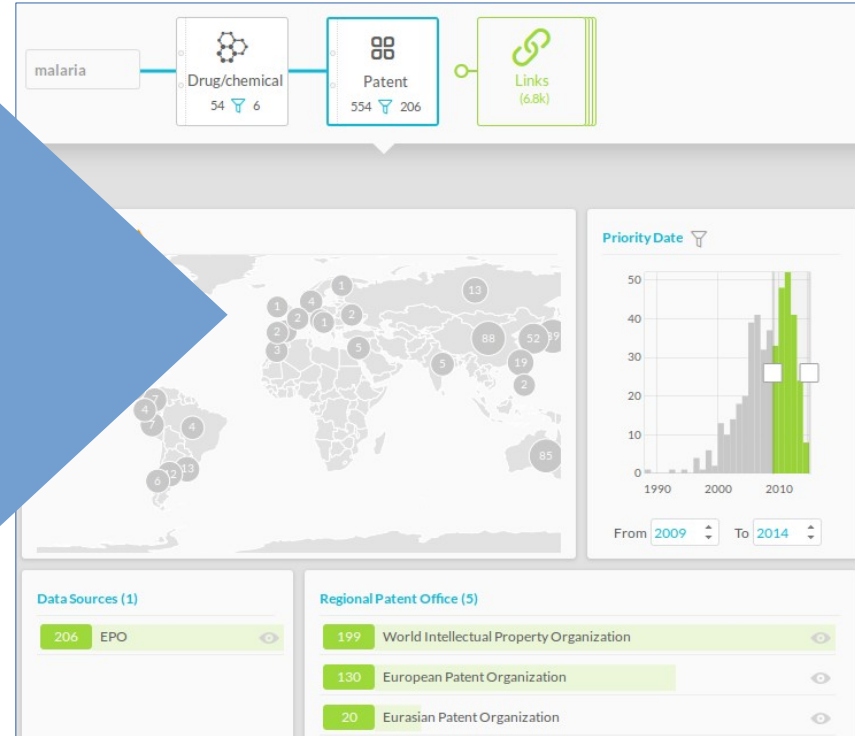 malaria
Drug/chemical
54 6
Patent
554 206
Links
(6.8k)
Priority Date
50
40
30
20
10
0
1990 2000 2010
From 2009 To 2014
1
4
1
2
1
2
2
3
5
13
88
52
39
19
5
2
7
4
7
4
13
12
6
85
Data Sources (1)
206 EPO
Regional Patent Office (5)
199 World Intellectual Property Organization
130 European Patent Organization
20 Eurasian Patent Organization